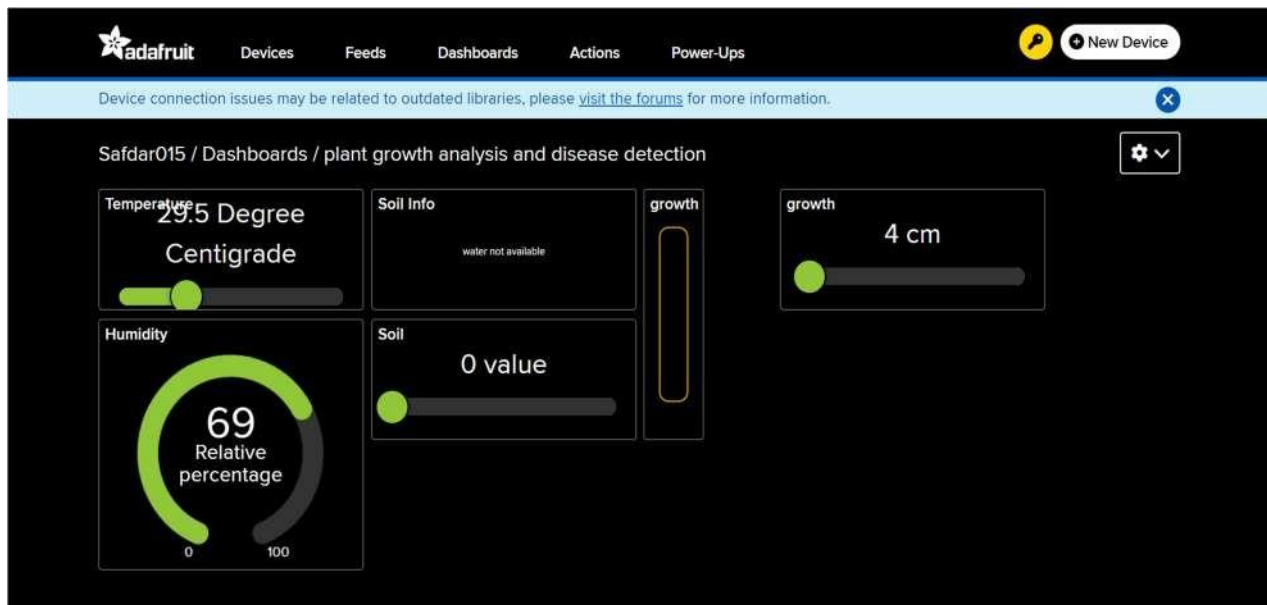 adafruit Devices Feeds Dashboards Actions Power-Ups New Device
Device connection issues may be related to outdated libraries, please visit the forums for more information.
Safdar015 / Dashboards / plant growth analysis and disease detection
Temperature
29.5 Degree
Centigrade
Soil Info
water not available
growth
growth
4 cm
Humidity
69
Relative
percentage
0 100
Soil
0 value